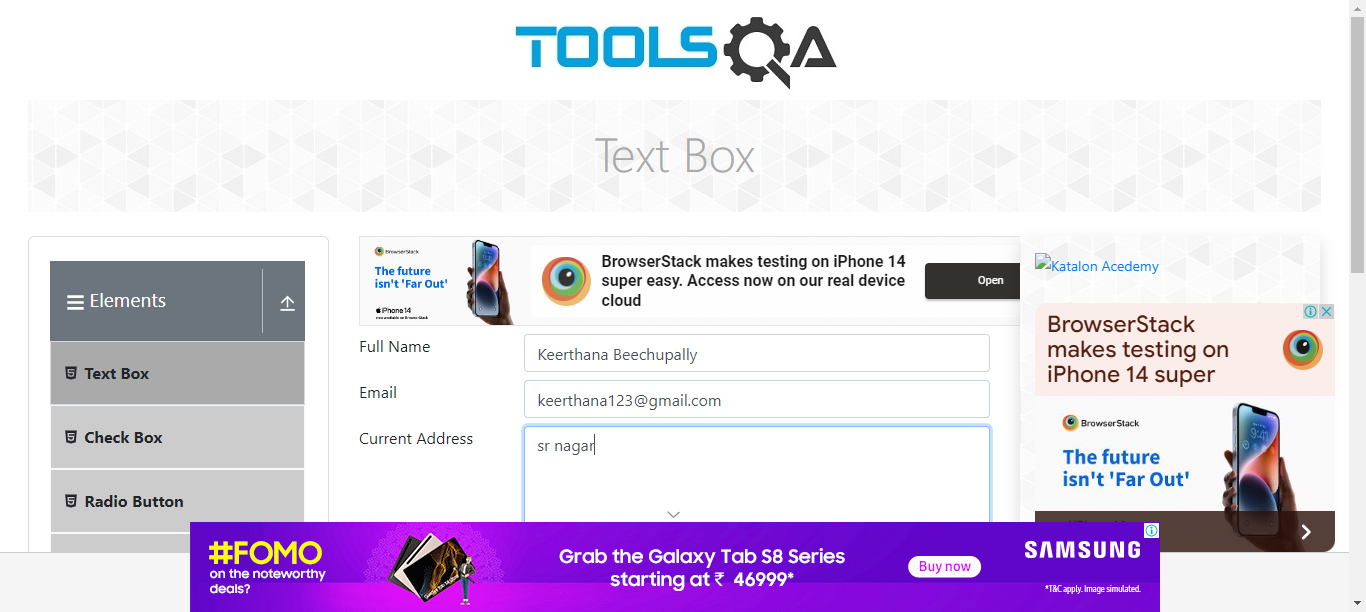 TOOLSQA
Text Box
Elements
Text Box
Check Box
Radio Button
BrowserStack
The future
isn't 'Far Out'
iPhone 14
now available on BrowserStack
BrowserStack makes testing on iPhone 14
super easy. Access now on our real device
cloud
Open
Full Name
Keerthana Beechupally
Email
keerthana123@gmail.com
Current Address
sr nagar
Katalon Acedemy
BrowserStack
makes testing on
iPhone 14 super
BrowserStack
The future
isn't 'Far Out'
#FOMO
on the noteworthy
deals?
Grab the Galaxy Tab S8 Series
starting at ₹ 46999*
Buy now
SAMSUNG
*T&C apply. Image simulated.